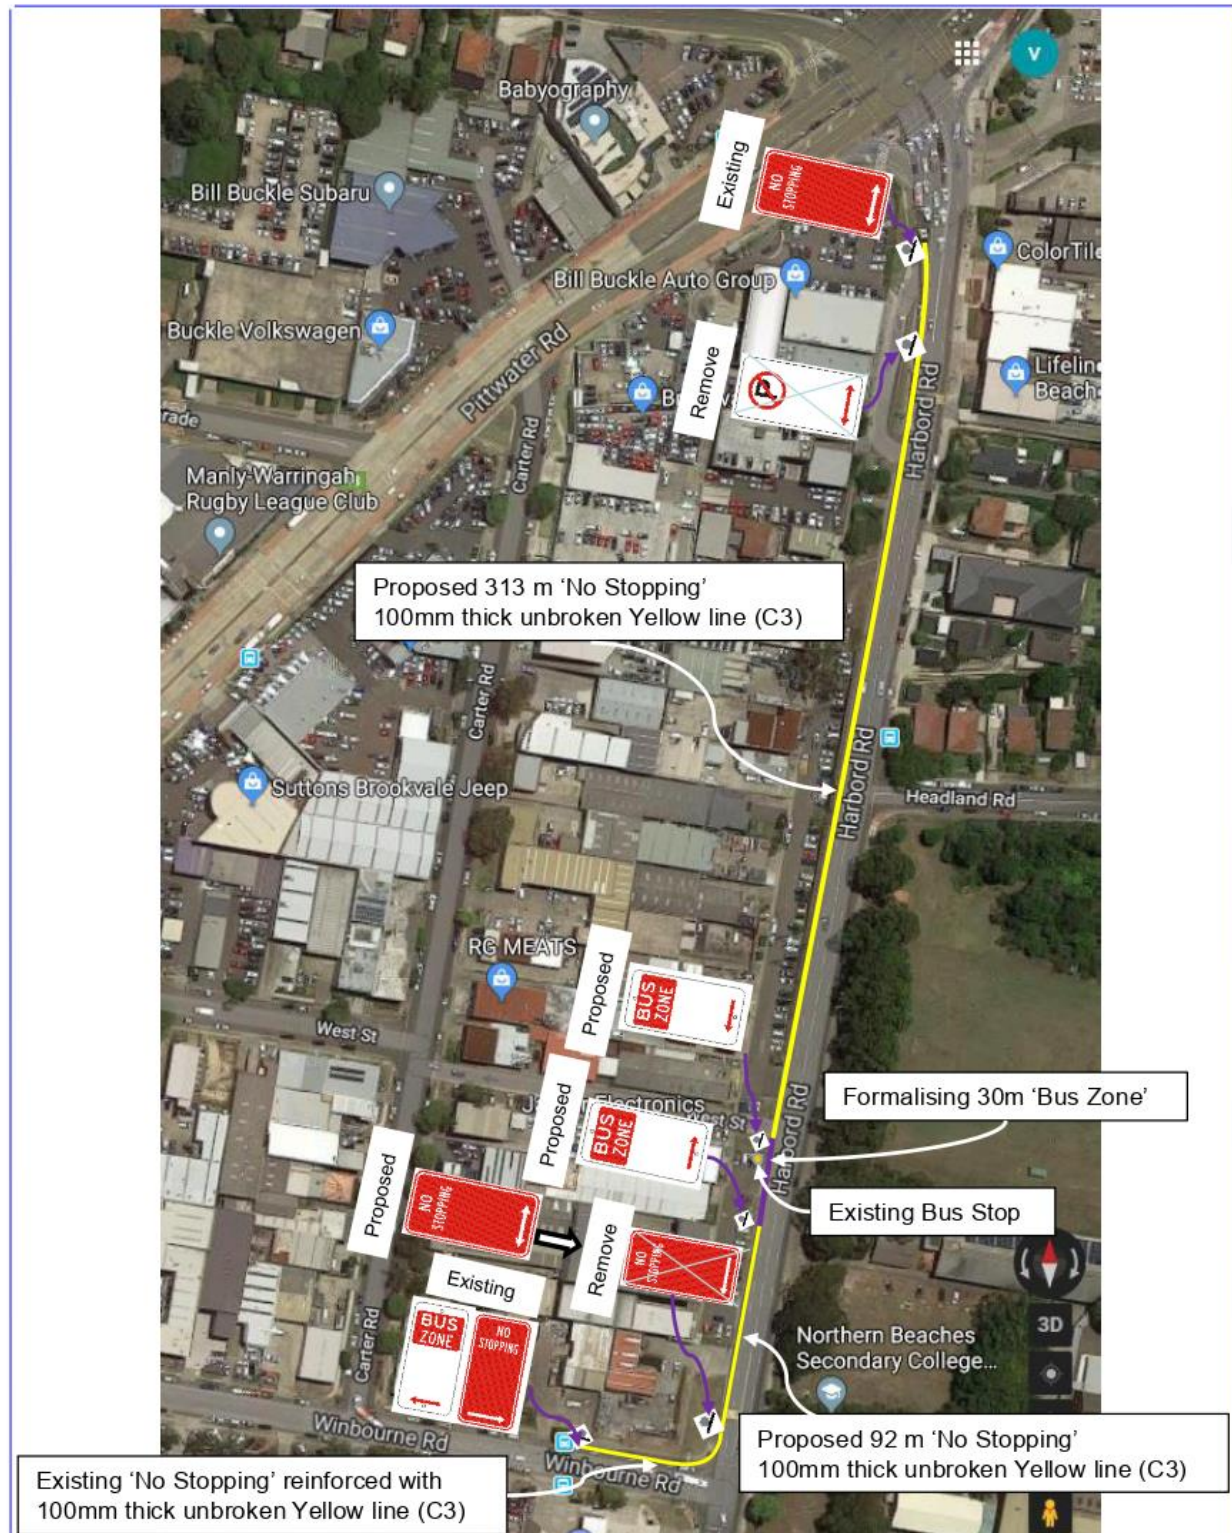 V
Babyography
Existing
NO
STOPPING
Bill Buckle Subaru
ColorTile
Bill Buckle Auto Group
Buckle Volkswagen
Pittwater Rd
Remove
P
Harbord Rd
Lifeline
Beach
rade
Carter Rd
Manly-Warringah
Rugby League Club
Proposed 313 m ‘No Stopping’
100mm thick unbroken Yellow line (C3)
Carter Rd
Harbord Rd
Suttons Brookvale Jeep
Headland Rd
RG MEATS
Proposed
BUS
ZONE
West St
Formalising 30m ‘Bus Zone’
Electronics
West St
Proposed
BUS
ZONE
Harbord Rd
Existing Bus Stop
Proposed
NO
STOPPING
Remove
NO
STOPPING
Existing
BUS
ZONE
NO
STOPPING
3D
Northern Beaches
Secondary College...
Carter Rd
Winbourne Rd
Winbourne Rd
Proposed 92 m ‘No Stopping’
100mm thick unbroken Yellow line (C3)
Existing ‘No Stopping’ reinforced with
100mm thick unbroken Yellow line (C3)